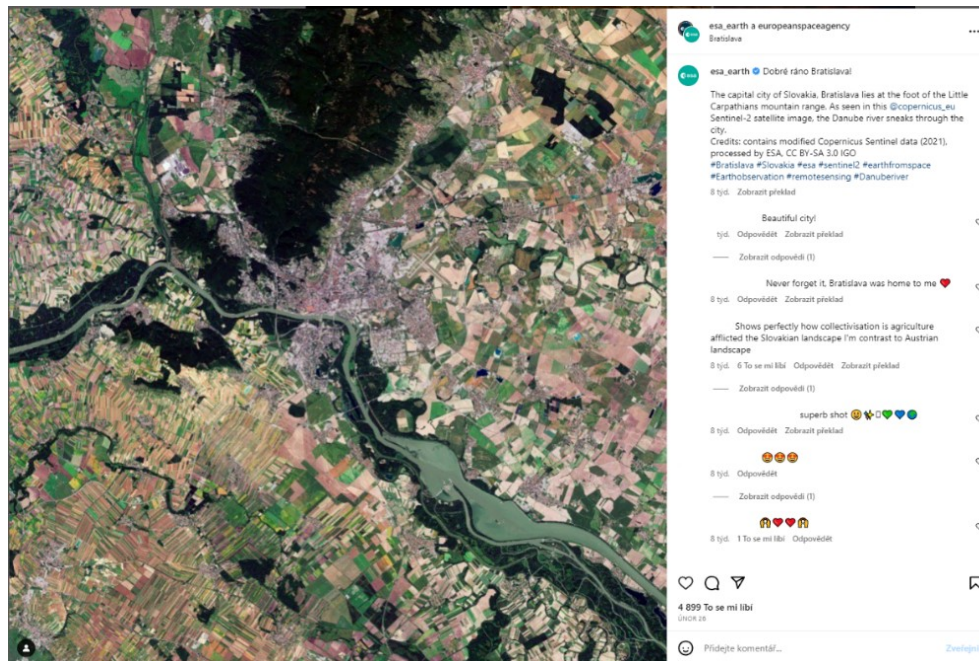 esa_earth a europeanspaceagency
Bratislava
esa
esa_earth Dobré ráno Bratislava!
The capital city of Slovakia, Bratislava lies at the foot of the Little
Carpathians mountain range. As seen in this @copernicus_eu
Sentinel-2 satellite image, the Danube river sneaks through the
city.
Credits: contains modified Copernicus Sentinel data (2021),
processed by ESA, CC BY-SA 3.0 IGO
#Bratislava #Slovakia #esa #sentinel2 #earthfromspace
#Earthobservation #remotesensing #Danuberiver
8 týd. Zobrazit překlad
Beautiful city!
týd. Odpovědět Zobrazit překlad
Zobrazit odpovědi (1)
Never forget it, Bratislava was home to me ❤️
8 týd. Odpovědět Zobrazit překlad
Shows perfectly how collectivisation is agriculture
afflicted the Slovakian landscape I'm contrast to Austrian
landscape
8 týd. 6 To se mi líbí Odpovědět Zobrazit překlad
Zobrazit odpovědi (1)
superb shot
8 týd. Odpovědět Zobrazit překlad
8 týd. Odpovědět
Zobrazit odpovědi (1)
8 týd. 1 To se mi líbí Odpovědět
4 899 To se mi líbí
ÚNOR 28
Přidejte komentář...